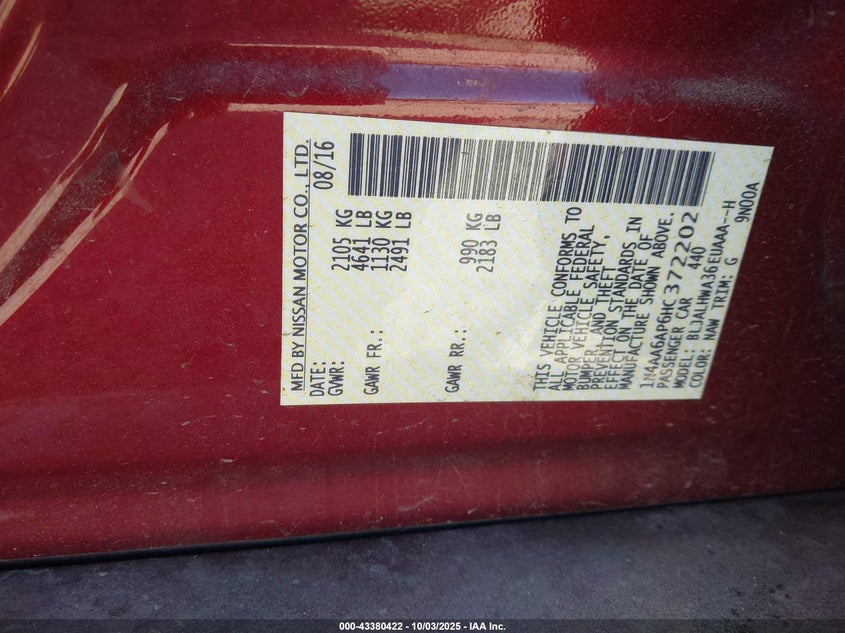 MFD BY NISSAN MOTOR CO., LTD.
DATE: 08/16
GVWR: 2105 KG
4641 LB
GAWR FR.: 1130 KG
2491 LB
GAWR RR.: 990 KG
2183 LB
THIS VEHICLE CONFORMS TO
ALL APPLICABLE FEDERAL
MOTOR VEHICLE SAFETY,
BUMPER, AND THEFT
PREVENTION STANDARDS IN
EFFECT ON THE DATE OF
MANUFACTURE SHOWN ABOVE.
1N4AA6AP6HC372202
PASSENGER CAR 440
MODEL: BLJALHWA36EUAAA--H
COLOR: NAW TRIM: G 9N00A
000-43380422 - 10/03/2025 - IAA Inc.